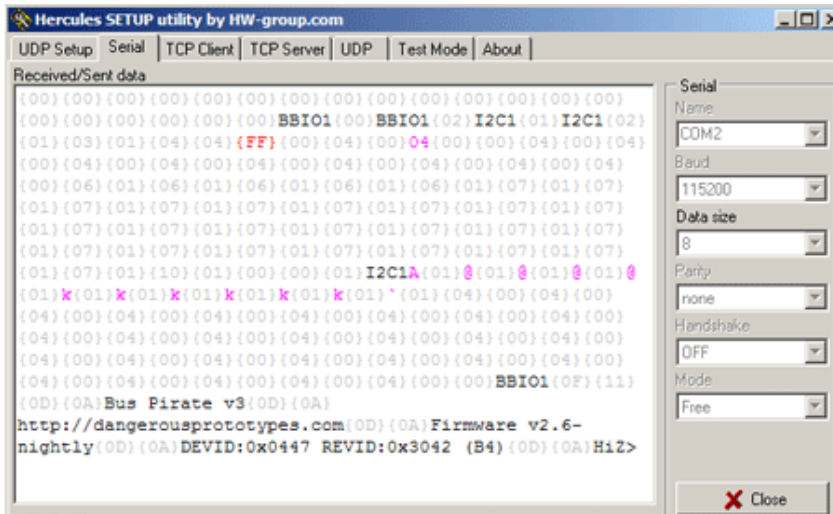 Hercules SETUP utility by HW-group.com
UDP Setup Serial TCP Client TCP Server UDP Test Mode About
Received/Sent data
{00}{00}{00}{00}{00}{00}{00}{00}{00}{00}{00}{00}{00}{00}
{00}{00}{00}{00}{00}{00}BBIO1{00}BBIO1{02}I2C1{01}I2C1{02}
{01}{03}{01}{04}{04}{FF}{00}{04}{00}04{00}{00}{04}{00}{04}
{00}{04}{00}{04}{00}{04}{00}{04}{00}{04}{00}{04}{00}{04}
{00}{06}{01}{06}{01}{06}{01}{06}{01}{06}{01}{07}{01}{07}
{01}{07}{01}{07}{01}{07}{01}{07}{01}{07}{01}{07}{01}{07}
{01}{07}{01}{07}{01}{07}{01}{07}{01}{07}{01}{07}{01}{07}
{01}{07}{01}{07}{01}{07}{01}{07}{01}{07}{01}{07}{01}{07}
{01}{07}{01}{10}{01}{01}{00}{00}{01}I2C1A{01}@{01}@{01}@{01}@
{01}k{01}k{01}k{01}k{01}k{01}k{01}`{01}{04}{00}{04}{00}
{04}{00}{04}{00}{04}{00}{04}{00}{04}{00}{04}{00}{04}{00}
{04}{00}{04}{00}{04}{00}{04}{00}{04}{00}{04}{00}{04}{00}
{04}{00}{04}{00}{04}{00}{04}{00}{04}{00}{04}{00}{04}{00}
{04}{00}{04}{00}{04}{00}{04}{00}{04}{00}{00}BBIO1{0F}{11}
{0D}{0A}Bus Pirate v3{0D}{0A}
http://dangerousprototypes.com{0D}{0A}Firmware v2.6-
nightly{0D}{0A}DEVID:0x0447 REVID:0x3042 (B4){0D}{0A}HiZ>
Serial
Name
COM2
Baud
115200
Data size
8
Parity
none
Handshake
OFF
Mode
Free
Close